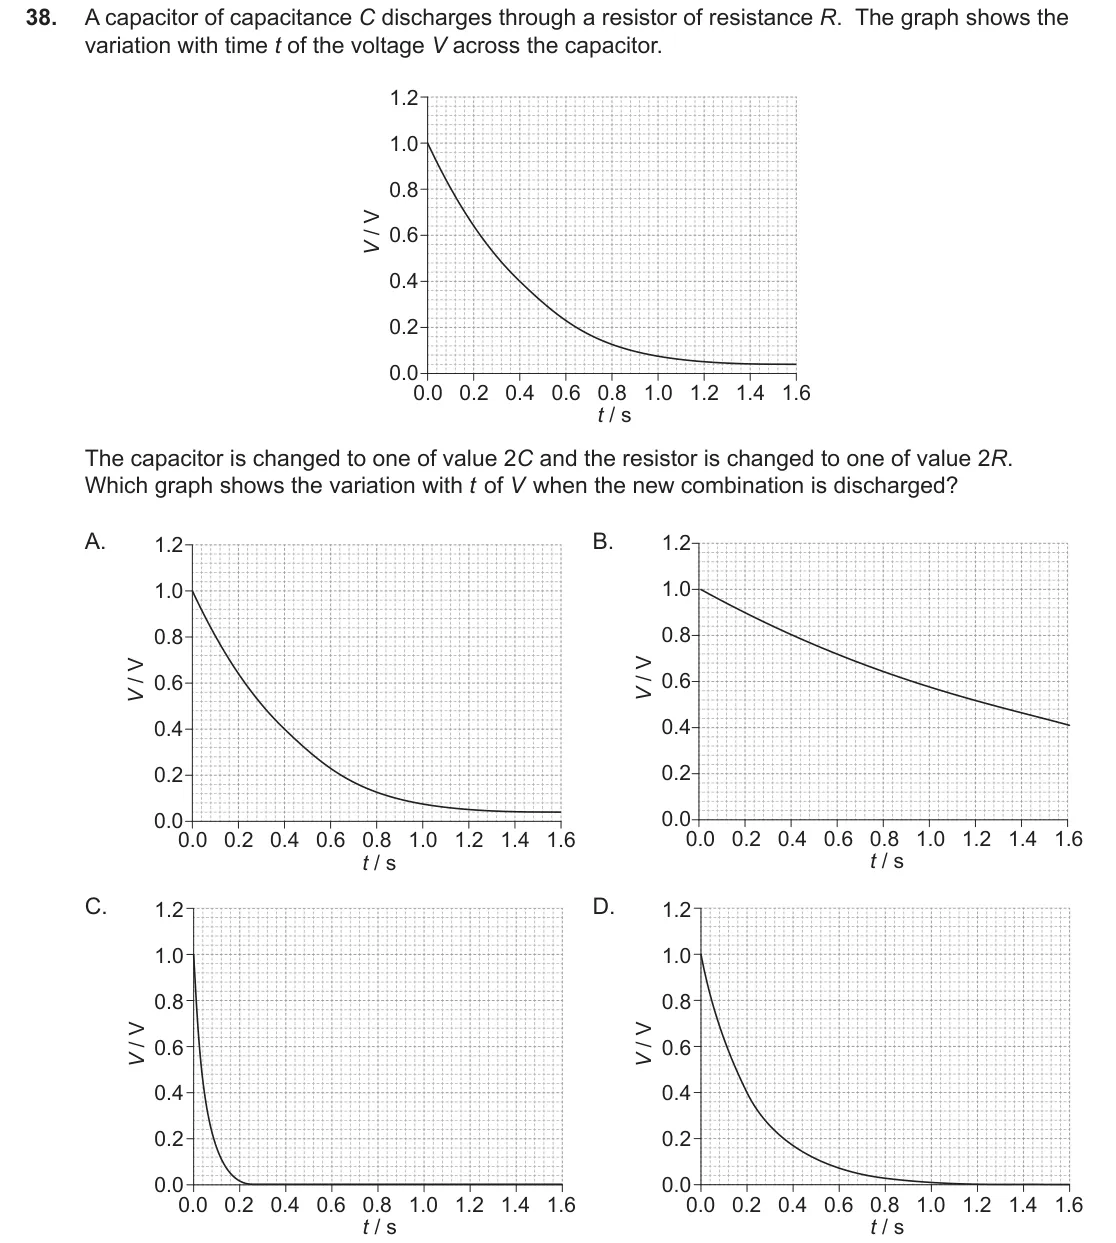 38. A capacitor of capacitance C discharges through a resistor of resistance R. The graph shows the
variation with time t of the voltage V across the capacitor.
1.2
1.0
0.8
0.6
0.4
0.2
0.0
V / V
0.0 0.2 0.4 0.6 0.8 1.0 1.2 1.4 1.6
t / s
The capacitor is changed to one of value 2C and the resistor is changed to one of value 2R.
Which graph shows the variation with t of V when the new combination is discharged?
A.
1.2
1.0
0.8
0.6
0.4
0.2
0.0
V / V
0.0 0.2 0.4 0.6 0.8 1.0 1.2 1.4 1.6
t / s
B.
1.2
1.0
0.8
0.6
0.4
0.2
0.0
V / V
0.0 0.2 0.4 0.6 0.8 1.0 1.2 1.4 1.6
t / s
C.
1.2
1.0
0.8
0.6
0.4
0.2
0.0
V / V
0.0 0.2 0.4 0.6 0.8 1.0 1.2 1.4 1.6
t / s
D.
1.2
1.0
0.8
0.6
0.4
0.2
0.0
V / V
0.0 0.2 0.4 0.6 0.8 1.0 1.2 1.4 1.6
t / s